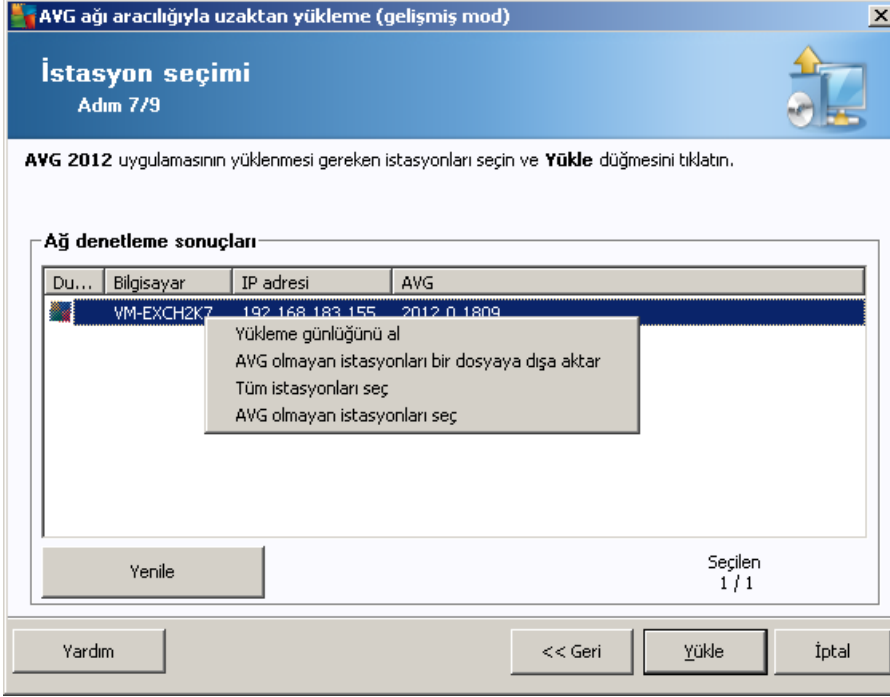 AVG ağı aracılığıyla uzaktan yükleme (gelişmiş mod)
İstasyon seçimi
Adım 7/9
AVG 2012 uygulamasının yüklenmesi gereken istasyonları seçin ve Yükle düğmesini tıklatın.
Ağ denetleme sonuçları
Du... Bilgisayar IP adresi AVG
VM-EXCH2K7 192.168.183.155 2012.0.1809
Yükleme günlüğünü al
AVG olmayan istasyonları bir dosyaya dışa aktar
Tüm istasyonları seç
AVG olmayan istasyonları seç
Yenile
Seçilen
1 / 1
Yardım << Geri Yükle İptal